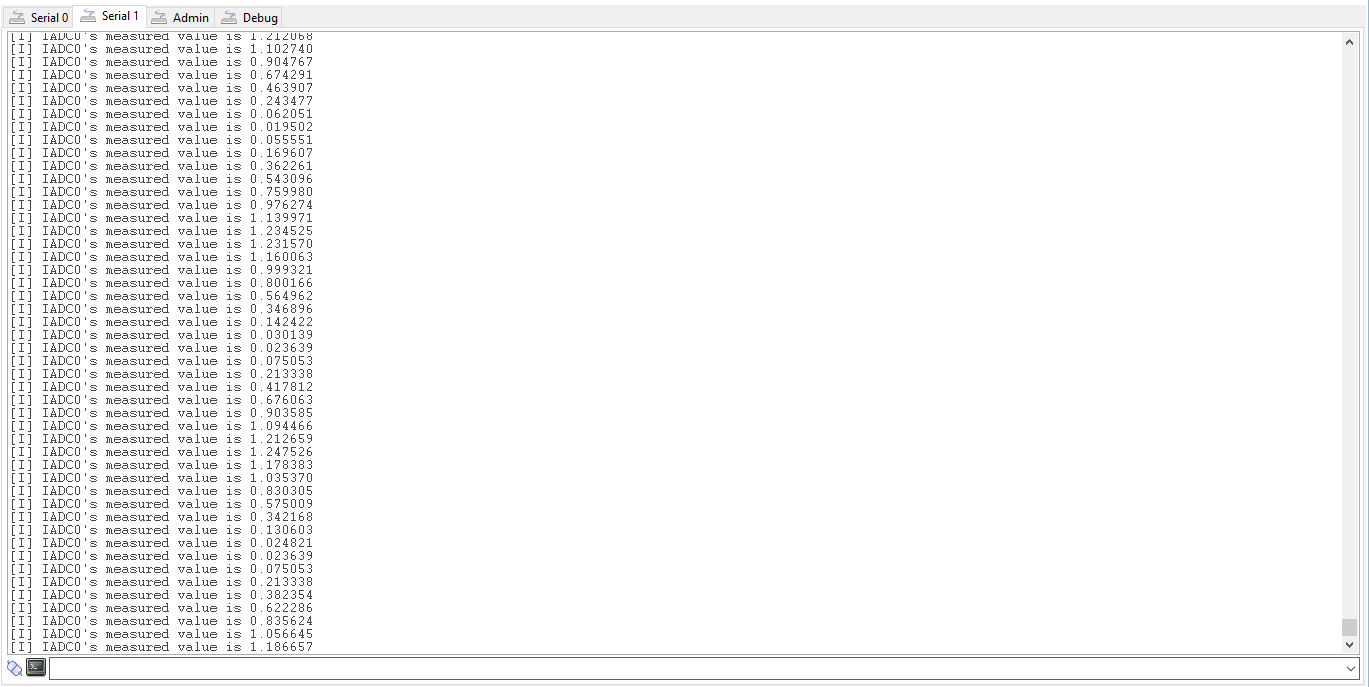 Serial 0 Serial 1 Admin Debug
[I] IADC0's measured value is 1.212068
[I] IADC0's measured value is 1.102740
[I] IADC0's measured value is 0.904767
[I] IADC0's measured value is 0.674291
[I] IADC0's measured value is 0.463907
[I] IADC0's measured value is 0.243477
[I] IADC0's measured value is 0.062051
[I] IADC0's measured value is 0.019502
[I] IADC0's measured value is 0.055551
[I] IADC0's measured value is 0.169607
[I] IADC0's measured value is 0.362261
[I] IADC0's measured value is 0.543096
[I] IADC0's measured value is 0.759980
[I] IADC0's measured value is 0.976274
[I] IADC0's measured value is 1.139971
[I] IADC0's measured value is 1.234525
[I] IADC0's measured value is 1.231570
[I] IADC0's measured value is 1.160063
[I] IADC0's measured value is 0.999321
[I] IADC0's measured value is 0.800166
[I] IADC0's measured value is 0.564962
[I] IADC0's measured value is 0.346896
[I] IADC0's measured value is 0.142422
[I] IADC0's measured value is 0.030139
[I] IADC0's measured value is 0.023639
[I] IADC0's measured value is 0.075053
[I] IADC0's measured value is 0.213338
[I] IADC0's measured value is 0.417812
[I] IADC0's measured value is 0.676063
[I] IADC0's measured value is 0.903585
[I] IADC0's measured value is 1.094466
[I] IADC0's measured value is 1.212659
[I] IADC0's measured value is 1.247526
[I] IADC0's measured value is 1.178383
[I] IADC0's measured value is 1.035370
[I] IADC0's measured value is 0.830305
[I] IADC0's measured value is 0.575009
[I] IADC0's measured value is 0.342168
[I] IADC0's measured value is 0.130603
[I] IADC0's measured value is 0.024821
[I] IADC0's measured value is 0.023639
[I] IADC0's measured value is 0.075053
[I] IADC0's measured value is 0.213338
[I] IADC0's measured value is 0.382354
[I] IADC0's measured value is 0.622286
[I] IADC0's measured value is 0.835624
[I] IADC0's measured value is 1.056645
[I] IADC0's measured value is 1.186657